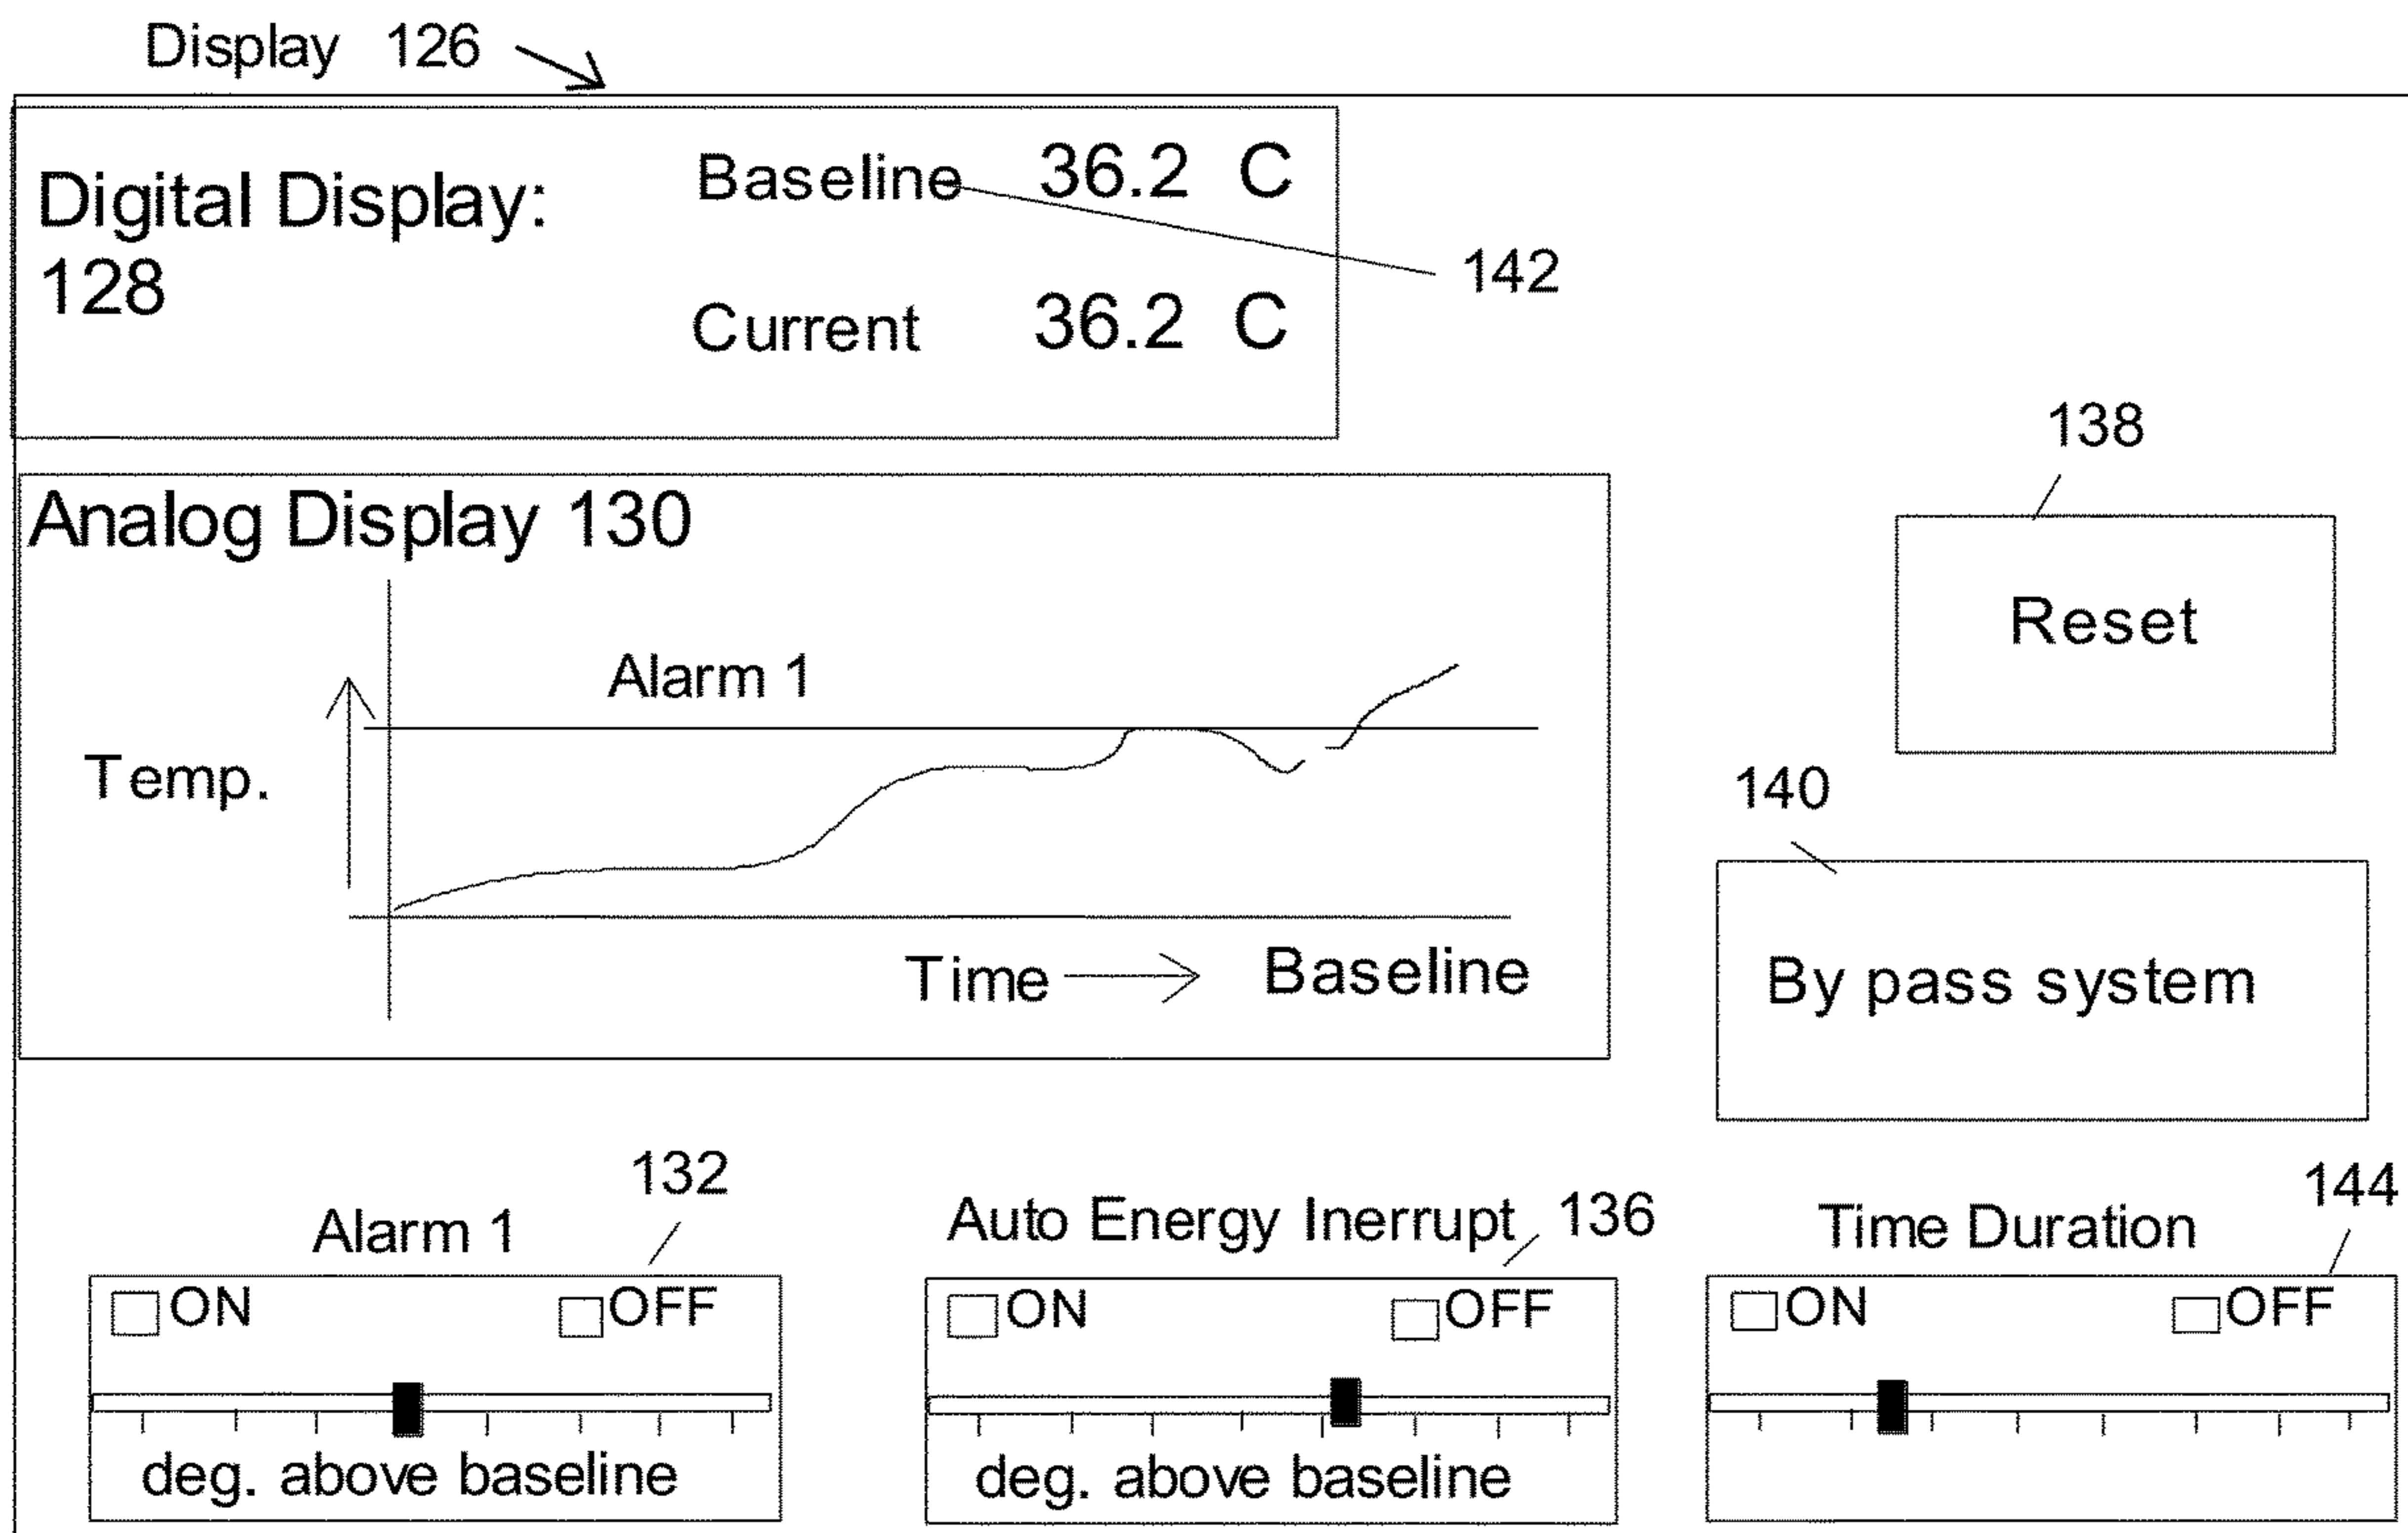 Display 126
Digital Display:
128
Baseline 36.2 C
142
Current 36.2 C
Analog Display 130
Alarm 1
Temp.
Time
Baseline
138
Reset
140
By pass system
Alarm 1
132
ON
OFF
deg. above baseline
Auto Energy Inerrupt
136
ON
OFF
deg. above baseline
Time Duration
144
ON
OFF